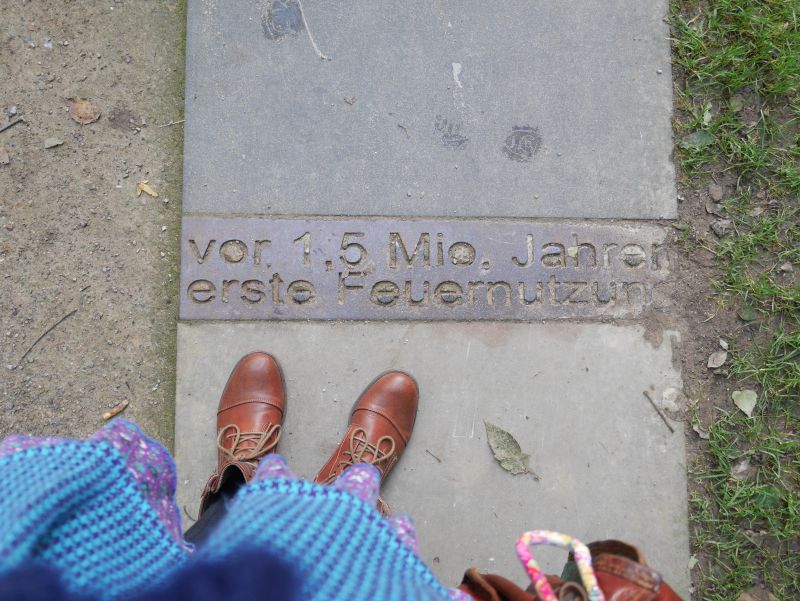 vor 1,5 Mio. Jahren
erste Feuernutzung